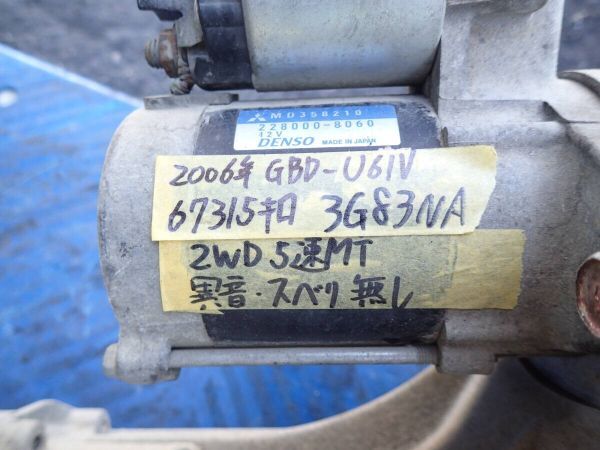 MD358210
228000-8060
12V
DENSO MADE IN JAPAN
2006年 GBD-U61V
67315キロ 3G83NA
2WD 5速MT
異音・スベリ無し